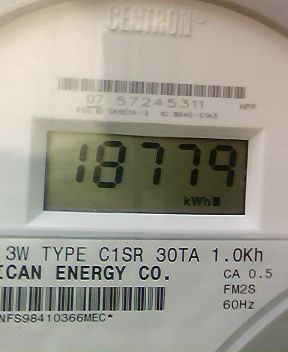 CENTRON®
07 57245311 HPP
18779
kWh
3W TYPE C1SR 30TA 1.0Kh
ICAN ENERGY CO. CA 0.5
FM2S
60Hz
NFS98410366MEC*